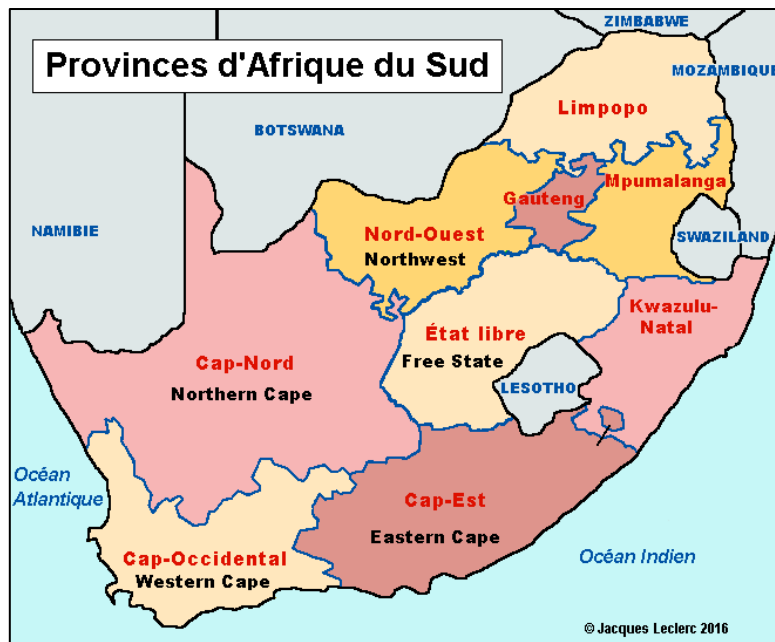 ZIMBABWE
Provinces d'Afrique du Sud
MOZAMBIQUE
Limpopo
BOTSWANA
Mpumalanga
Gauteng
NAMIBIE
Nord-Ouest
Northwest
SWAZILAND
Kwazulu-
Natal
État libre
Free State
Cap-Nord
Northern Cape
LESOTHO
Océan
Atlantique
Cap-Est
Eastern Cape
Cap-Occidental
Western Cape
Océan Indien
© Jacques Leclerc 2016